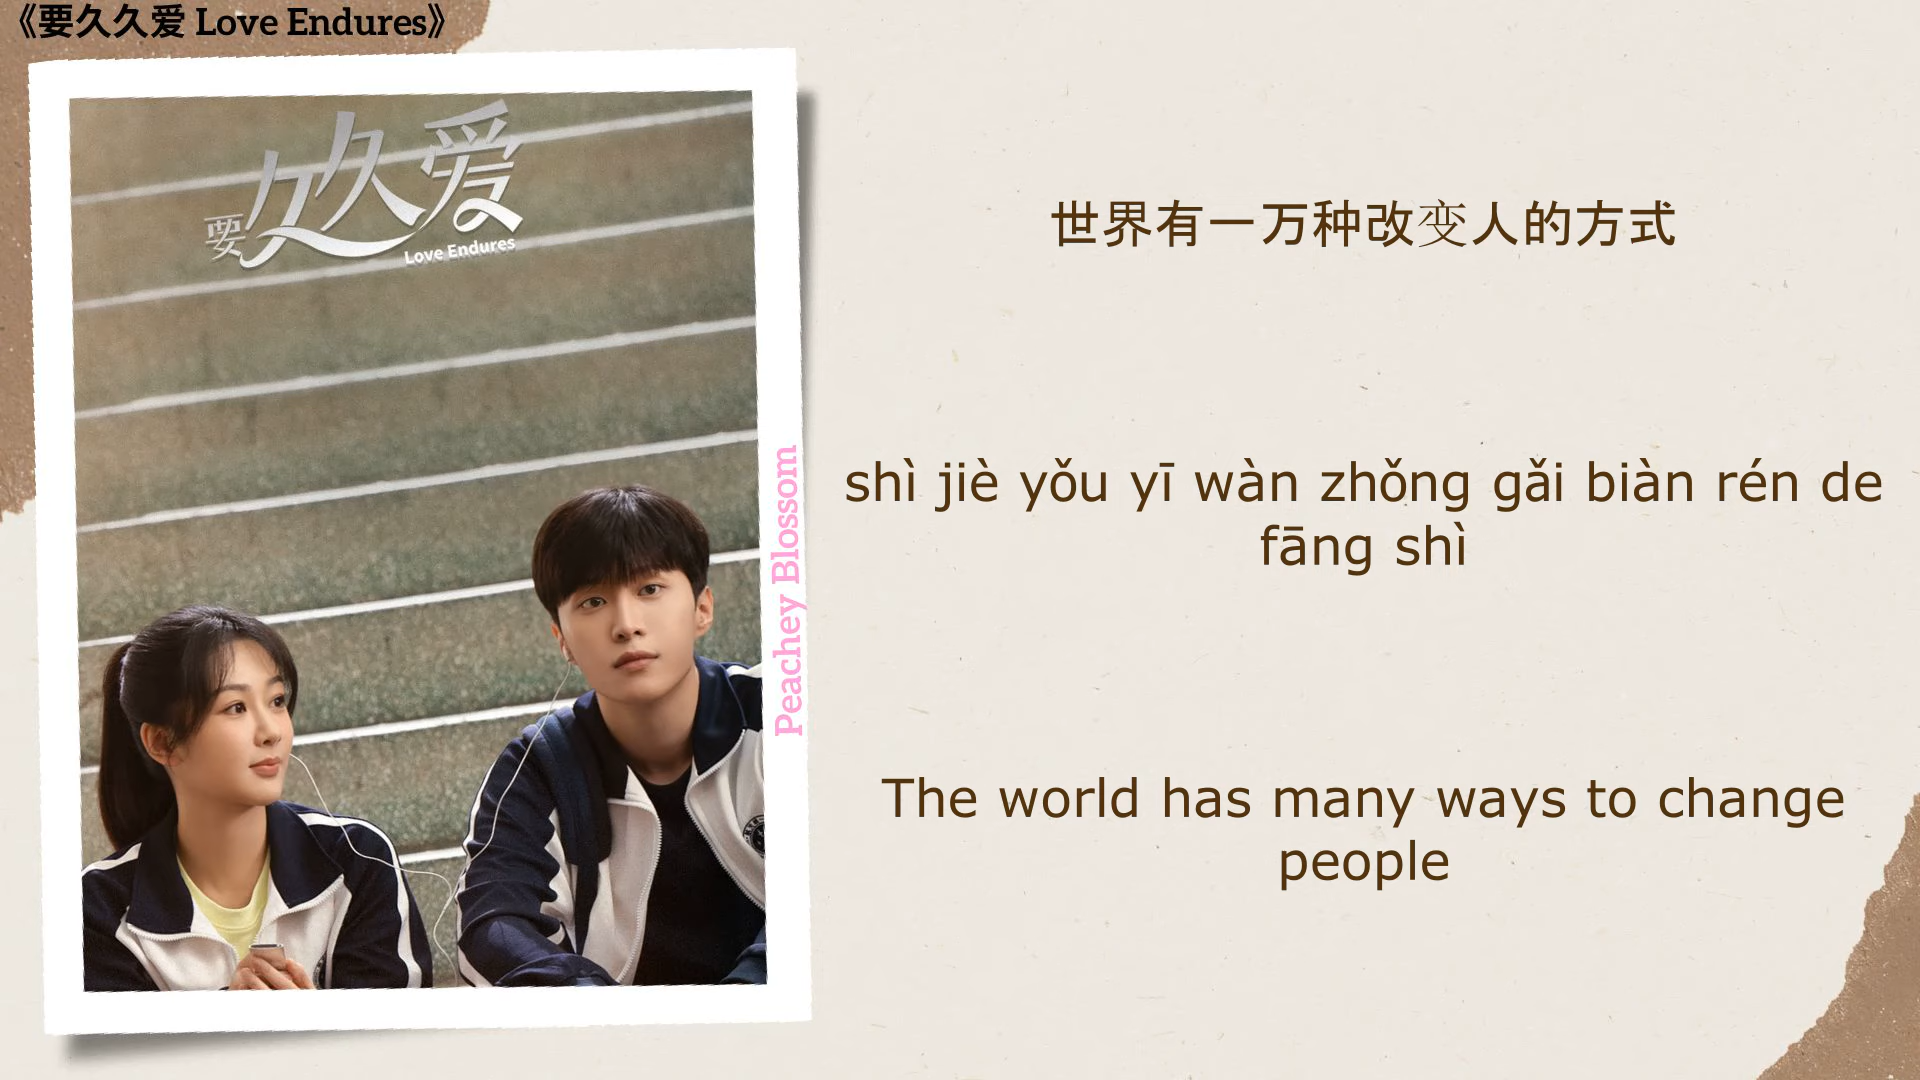 《要久久爱 Love Endures》
要久久爱
Love Endures
Peachey Blossom
世界有一万种改变人的方式
shì jiè yǒu yī wàn zhǒng gǎi biàn rén de
fāng shì
The world has many ways to change
people